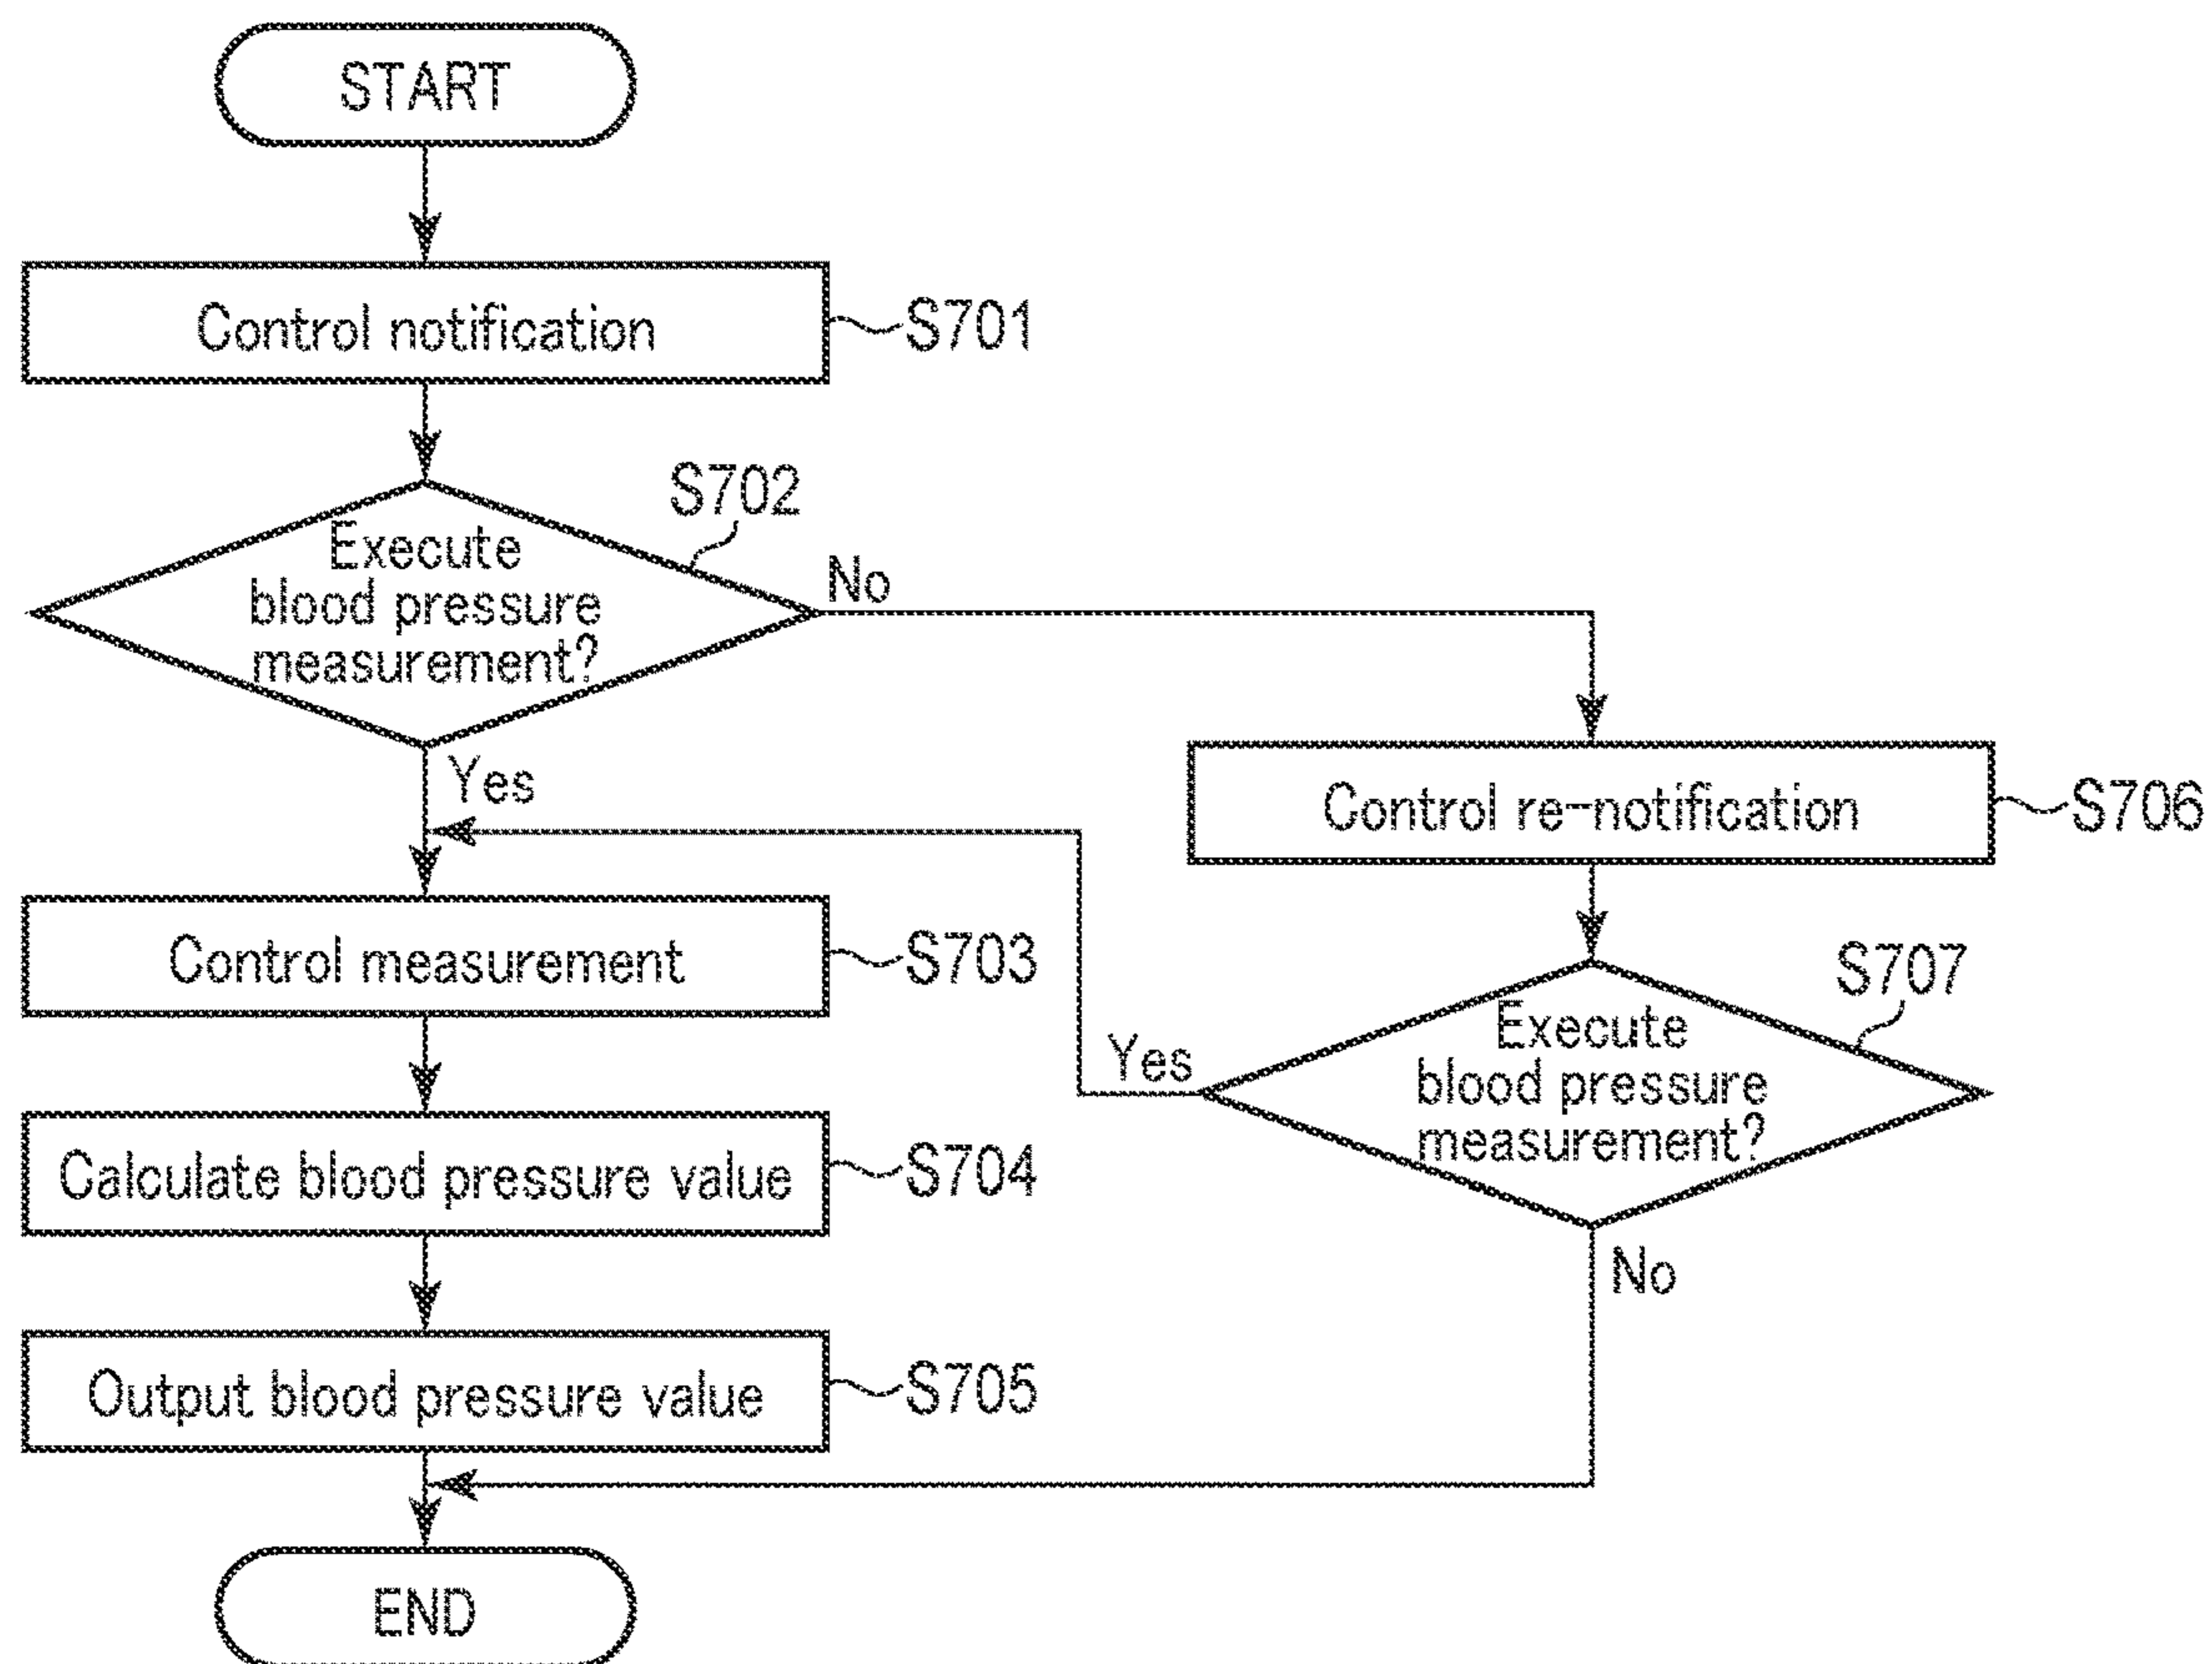 START
Control notification
S701
S702
Execute
blood pressure
measurement?
No
Yes
Control re-notification
S706
Control measurement
S703
S707
Execute
blood pressure
measurement?
Yes
No
Calculate blood pressure value
S704
Output blood pressure value
S705
END